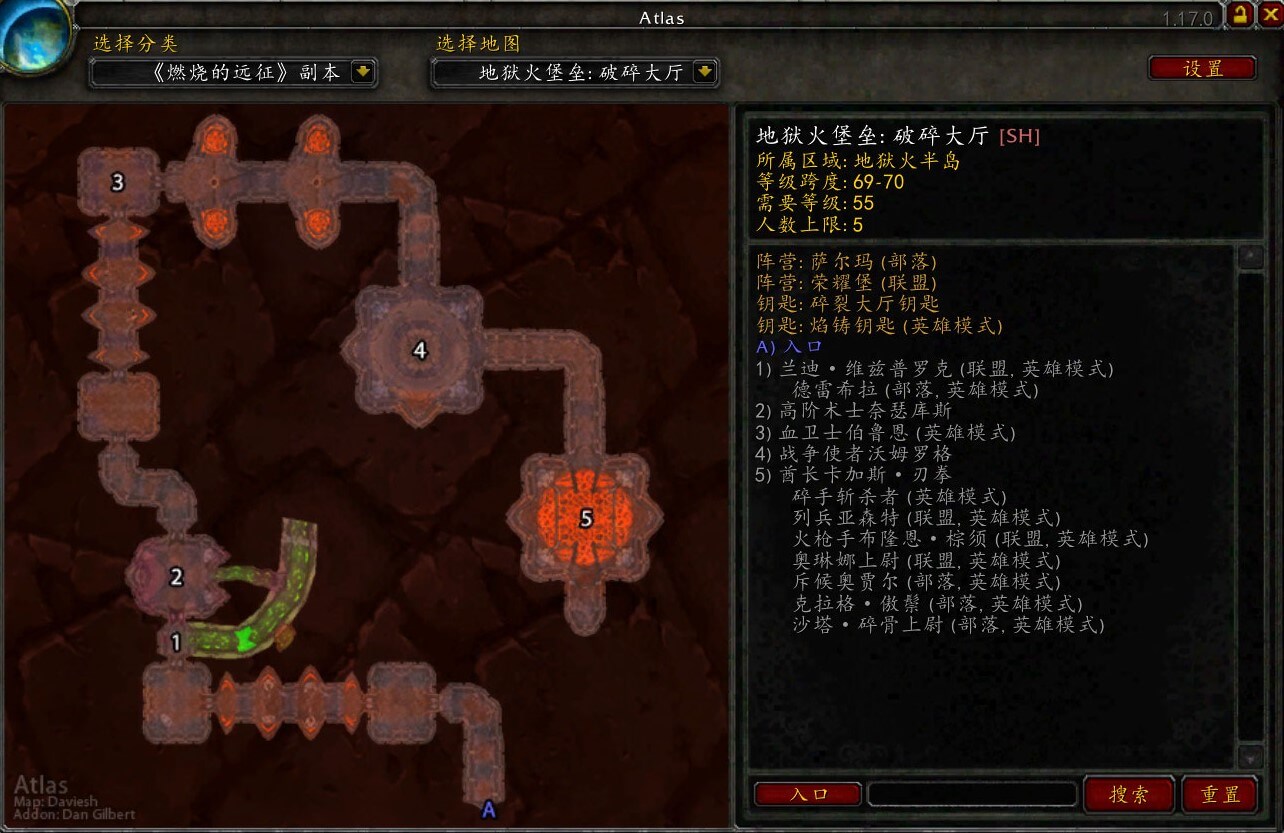 Atlas
1.17.0
选择分类
选择地图
《燃烧的远征》副本
地狱火堡垒: 破碎大厅
设置
地狱火堡垒: 破碎大厅 [SH]
所属区域: 地狱火半岛
等级跨度: 69-70
需要等级: 55
人数上限: 5
阵营: 萨尔玛 (部落)
阵营: 荣耀堡 (联盟)
钥匙: 碎裂大厅钥匙
钥匙: 焰铸钥匙 (英雄模式)
A) 入口
1) 兰迪·维兹普罗克 (联盟, 英雄模式)
德雷希拉 (部落, 英雄模式)
2) 高阶术士奈瑟库斯
3) 血卫士伯鲁恩 (英雄模式)
4) 战争使者沃姆罗格
5) 酋长卡加斯·刃拳
碎手斩杀者 (英雄模式)
列兵亚森特 (联盟, 英雄模式)
火枪手布隆恩·棕须 (联盟, 英雄模式)
奥琳娜上尉 (联盟, 英雄模式)
斥候奥贾尔 (部落, 英雄模式)
克拉格·傲鬃 (部落, 英雄模式)
沙塔·碎骨上尉 (部落, 英雄模式)
3
4
5
2
1
A
Atlas
Map: Daviesh
Addon: Dan Gilbert
入口
搜索
重置